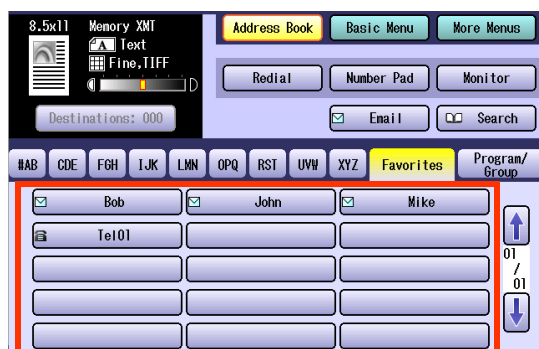 8.5x11 Memory XMT
A Text
Fine,TIFF
D
Destinations: 000
Address Book
Basic Menu
More Menus
Redial
Number Pad
Monitor
Email
Search
#AB
CDE
FGH
IJK
LMN
OPQ
RST
UVW
XYZ
Favorites
Program/
Group
Bob
John
Mike
Tel01
01
/
01